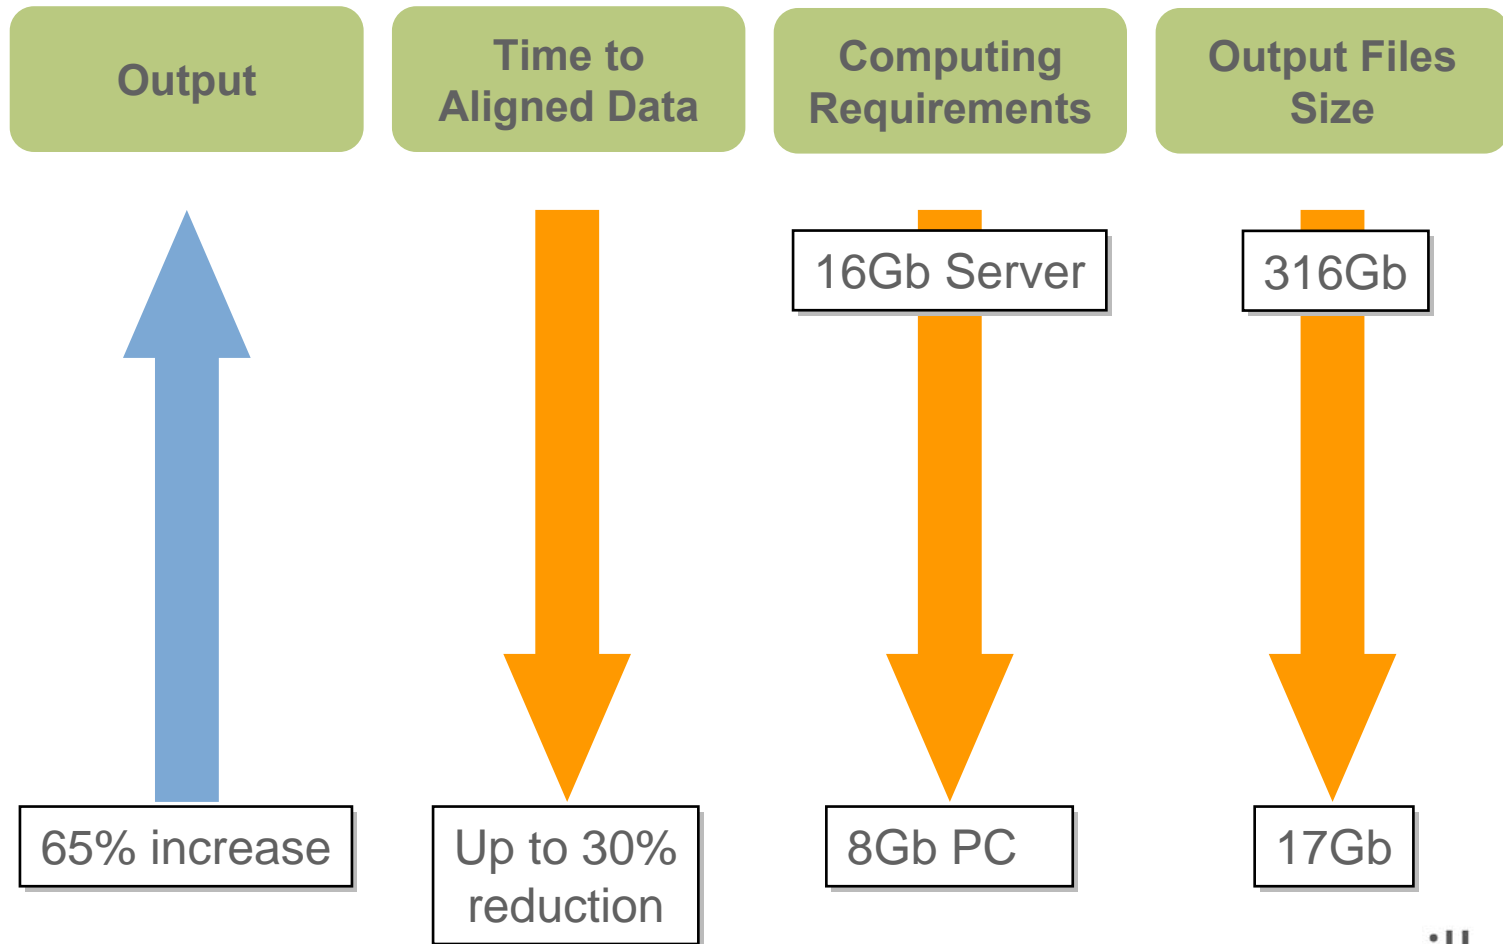 Output
Time to
Aligned Data
Computing
Requirements
Output Files
Size
16Gb Server
316Gb
65% increase
Up to 30%
reduction
8Gb PC
17Gb